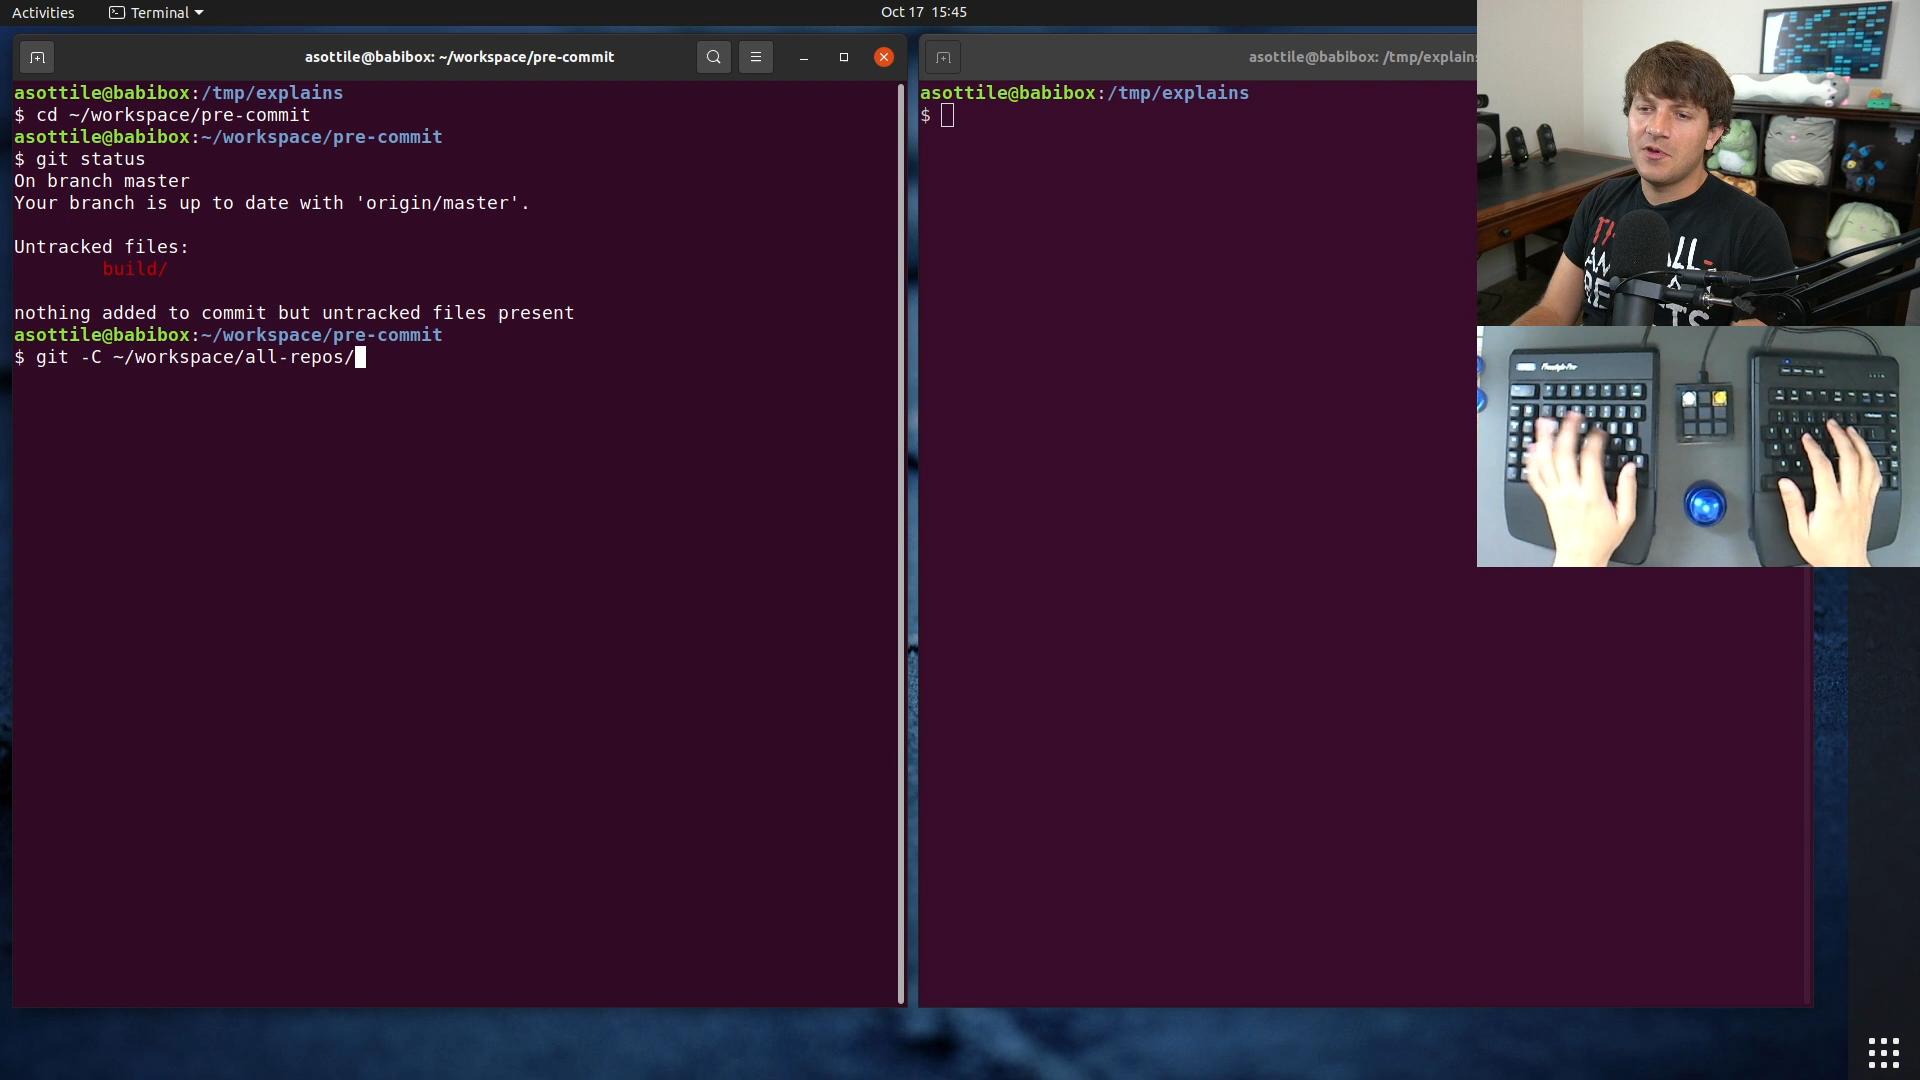 Activities
Terminal
Oct 17 15:45
asottile@babibox: ~/workspace/pre-commit
asottile@babibox:/tmp/explains
$ cd ~/workspace/pre-commit
asottile@babibox:~/workspace/pre-commit
$ git status
On branch master
Your branch is up to date with 'origin/master'.
Untracked files:
build/
nothing added to commit but untracked files present
asottile@babibox:~/workspace/pre-commit
$ git -C ~/workspace/all-repos/
asottile@babibox: /tmp/explains
asottile@babibox:/tmp/explains
$